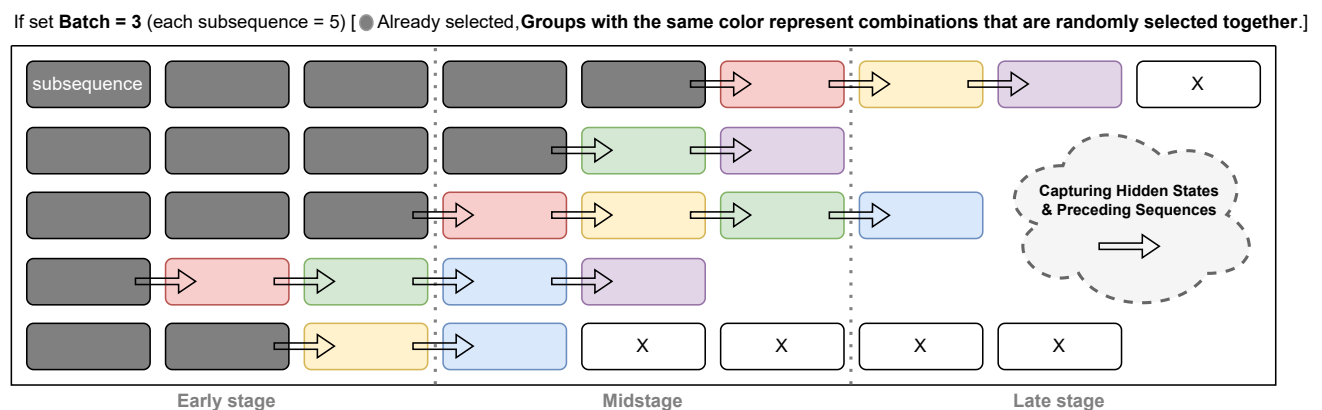 If set Batch = 3 (each subsequence = 5) [ Already selected,Groups with the same color represent combinations that are randomly selected together.]
subsequence
X
Capturing Hidden States
& Preceding Sequences
X X X X
Early stage Midstage Late stage